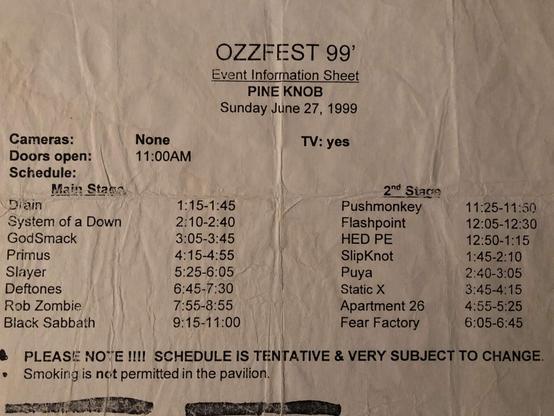 OZZFEST 99'
Event Information Sheet
PINE KNOB
Sunday June 27, 1999
Cameras: None TV: yes
Doors open: 11:00AM
Schedule:
Main Stage 2nd Stage
Drain 1:15-1:45 Pushmonkey 11:25-11:50
System of a Down 2:10-2:40 Flashpoint 12:05-12:30
GodSmack 3:05-3:45 HED PE 12:50-1:15
Primus 4:15-4:55 SlipKnot 1:45-2:10
Slayer 5:25-6:05 Puya 2:40-3:05
Deftones 6:45-7:30 Static X 3:45-4:15
Rob Zombie 7:55-8:55 Apartment 26 4:55-5:25
Black Sabbath 9:15-11:00 Fear Factory 6:05-6:45
PLEASE NOTE !!!! SCHEDULE IS TENTATIVE & VERY SUBJECT TO CHANGE.
• Smoking is not permitted in the pavilion.